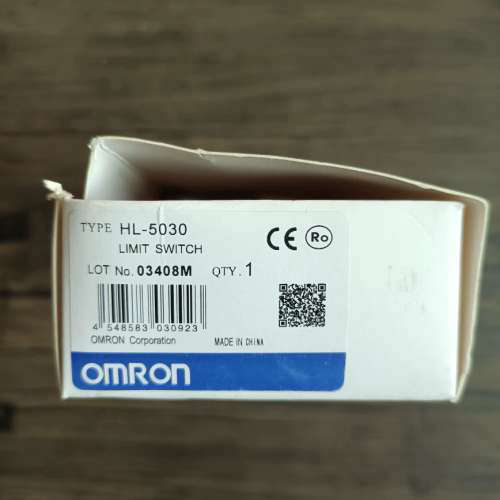 TYPE HL-5030
LIMIT SWITCH
CE Ro
LOT No. 03408M QTY. 1
4 548583 030923
OMRON Corporation MADE IN CHINA
OMRON